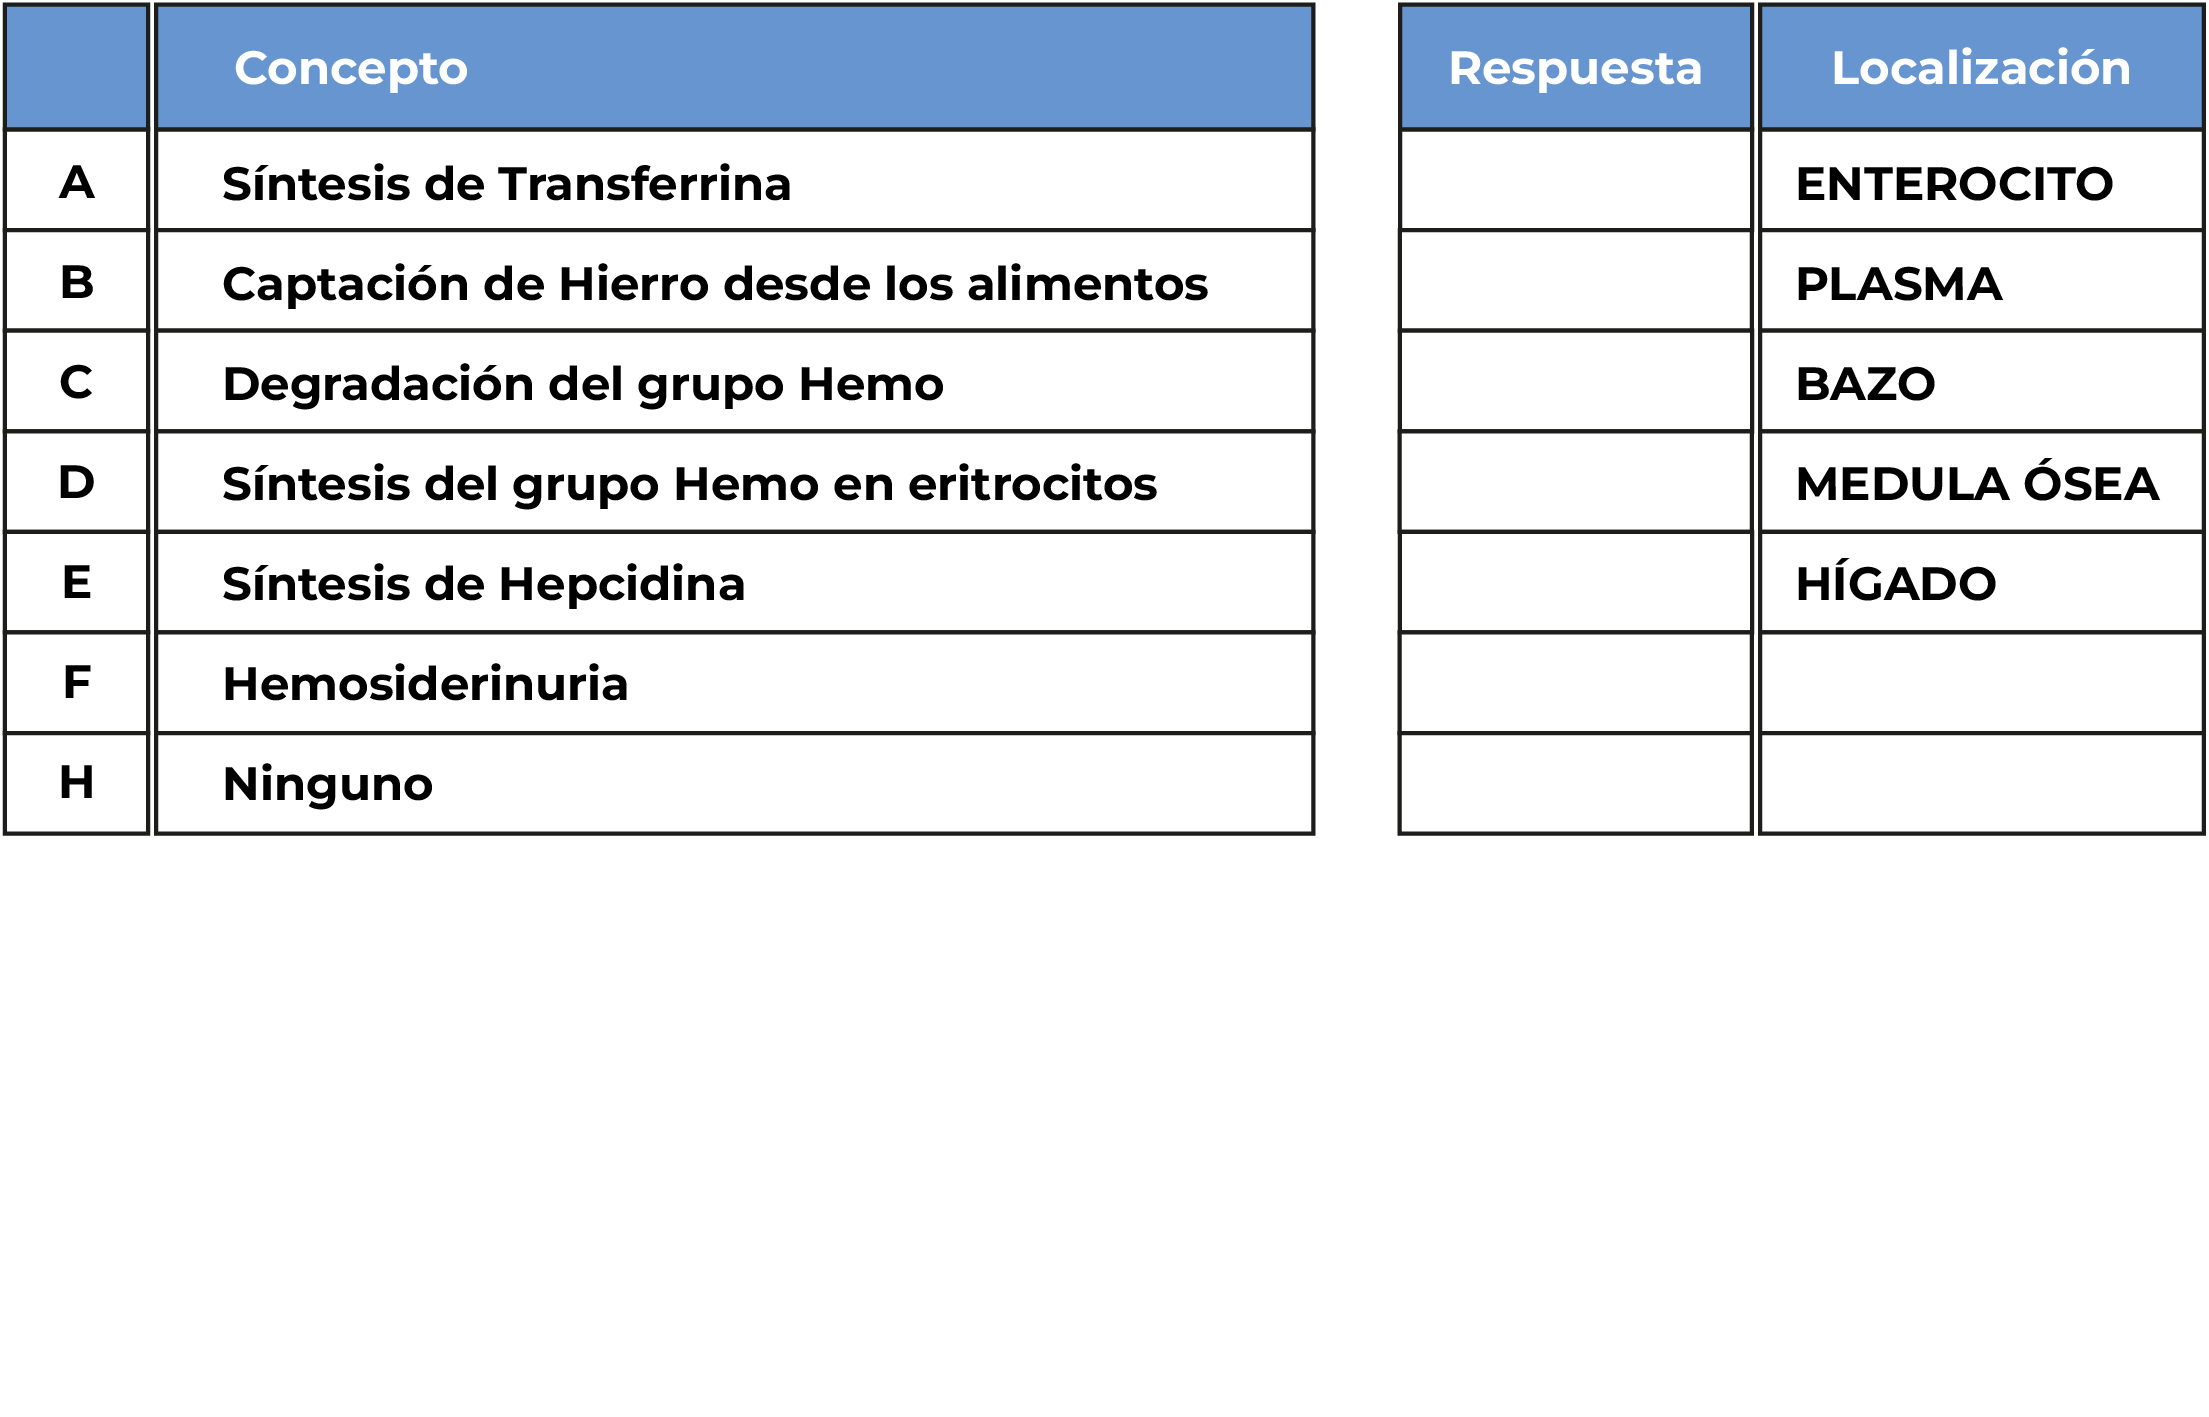 Concepto Respuesta Localización
A Síntesis de Transferrina ENTEROCITO
B Captación de Hierro desde los alimentos PLASMA
C Degradación del grupo Hemo BAZO
D Síntesis del grupo Hemo en eritrocitos MEDULA ÓSEA
E Síntesis de Hepcidina HÍGADO
F Hemosiderinuria
H Ninguno